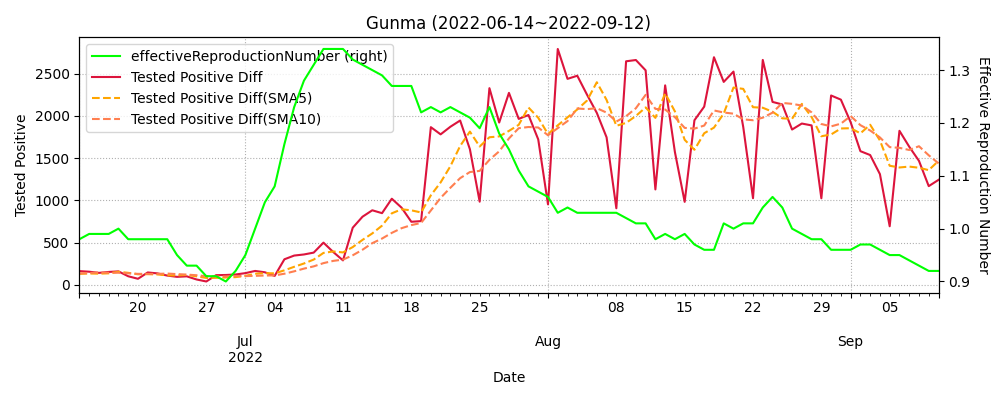 Gunma (2022-06-14~2022-09-12)
effectiveReproductionNumber (right)
Tested Positive Diff
Tested Positive Diff(SMA5)
Tested Positive Diff(SMA10)
Tested Positive
2500
2000
1500
1000
500
0
1.3
1.2
1.1
1.0
0.9
Effective Reproduction Number
20 27 04 11 18 25 08 15 22 29 05
Jul Aug Sep
2022
Date